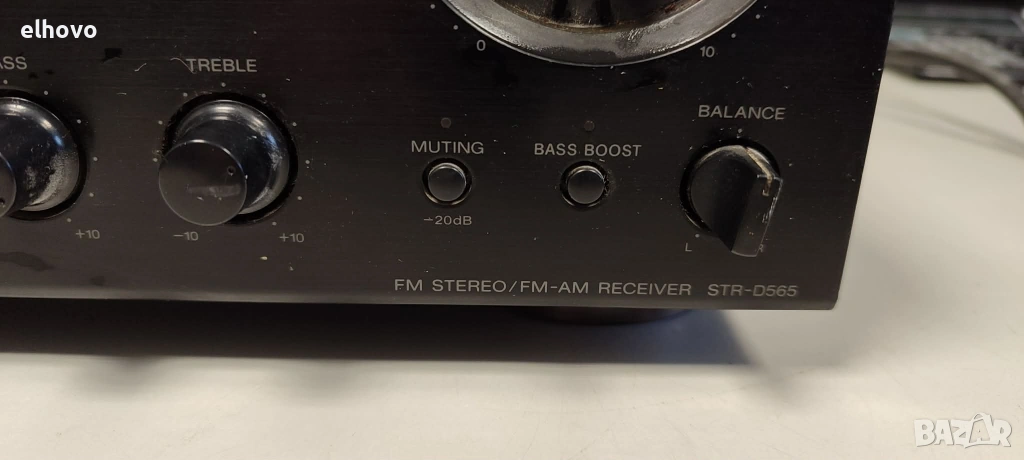 elhovo
0
10
ASS
TREBLE
BALANCE
MUTING
BASS BOOST
-20dB
+10
-10
+10
L
FM STEREO/FM-AM RECEIVER STR-D565
BAZAR